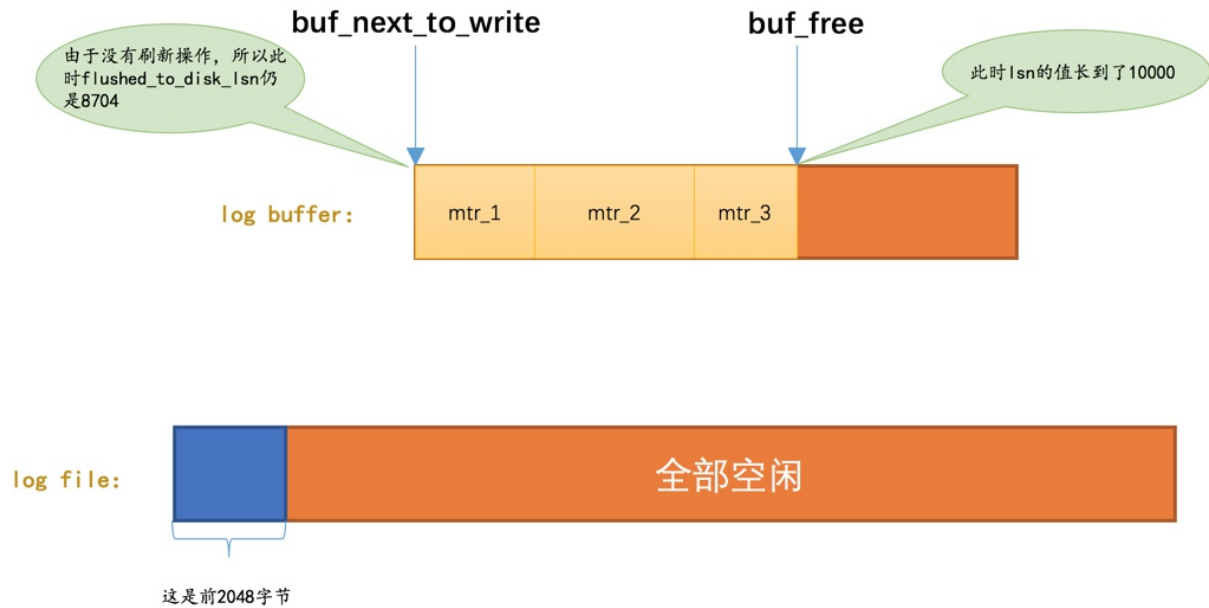 buf_next_to_write
buf_free
由于没有刷新操作，所以此
时flushed_to_disk_lsn仍
是8704
此时lsn的值长到了10000
log buffer:
mtr_1
mtr_2
mtr_3
log file:
全部空闲
这是前2048字节